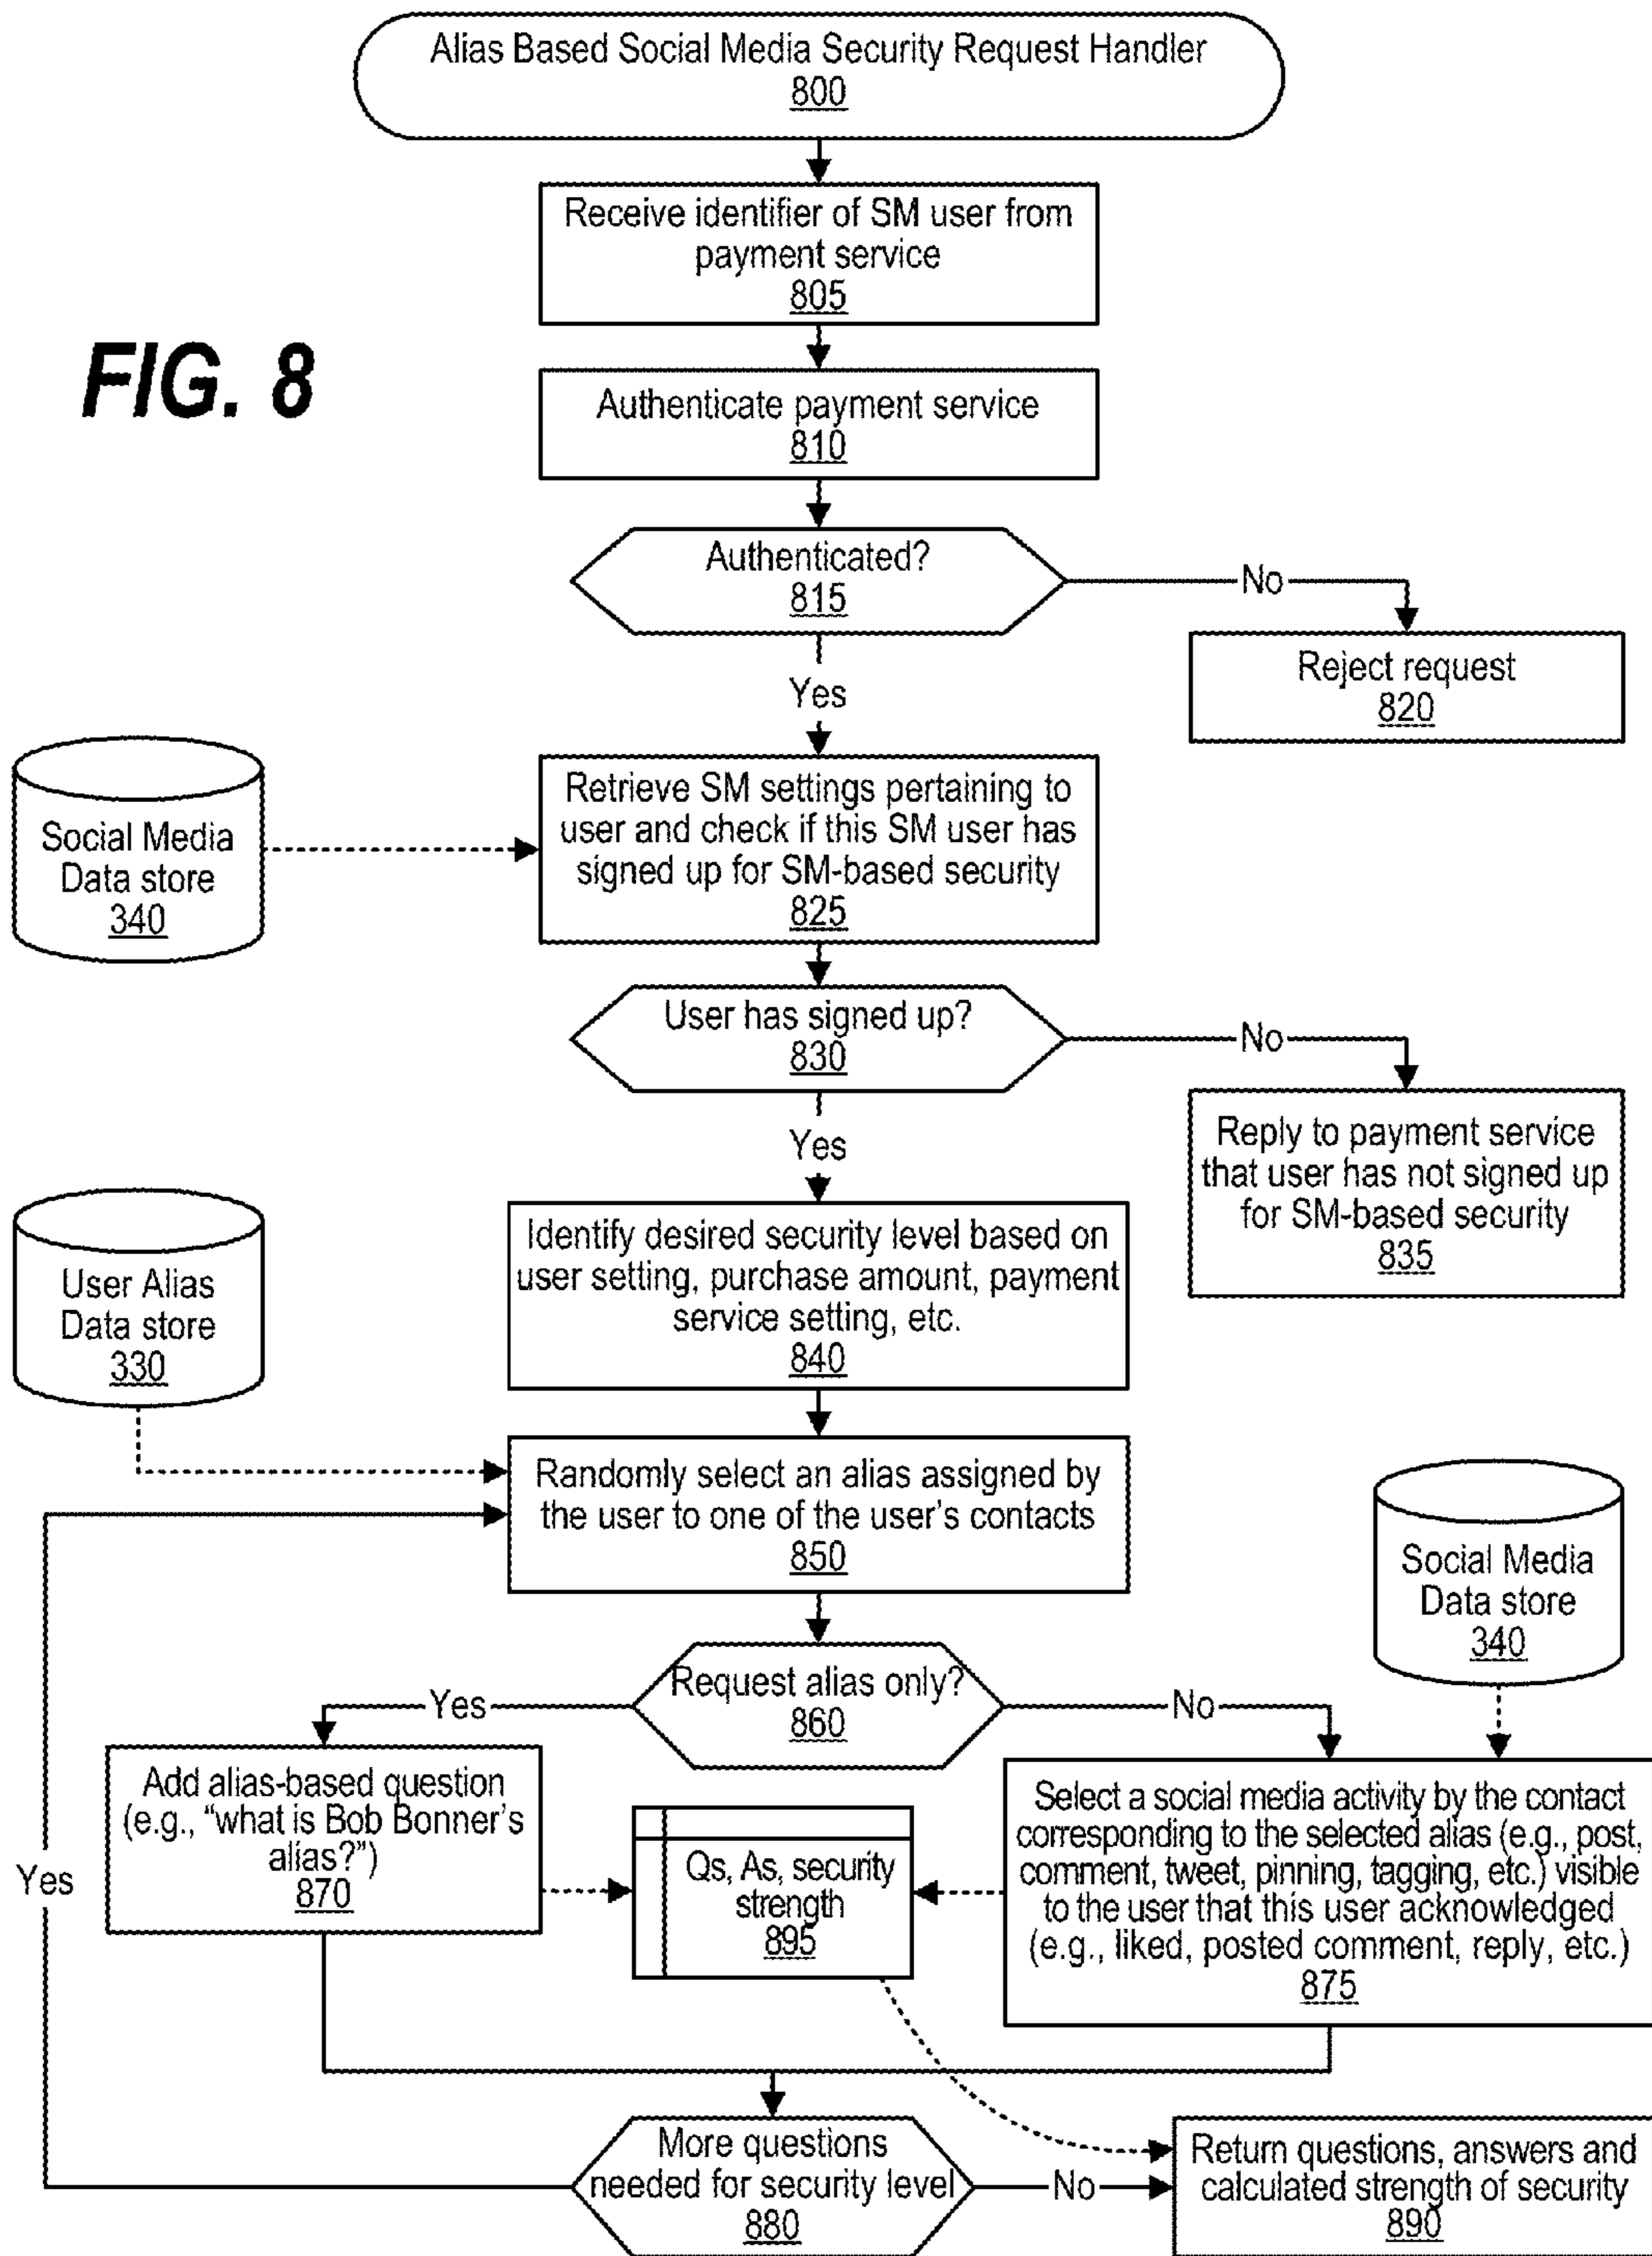 Alias Based Social Media Security Request Handler
800
Receive identifier of SM user from
payment service
805
FIG. 8
Authenticate payment service
810
Authenticated?
815
No
Reject request
820
Yes
Social Media
Data store
340
Retrieve SM settings pertaining to
user and check if this SM user has
signed up for SM-based security
825
User has signed up?
830
No
Reply to payment service
that user has not signed up
for SM-based security
835
Yes
User Alias
Data store
330
Identify desired security level based on
user setting, purchase amount, payment
service setting, etc.
840
Randomly select an alias assigned by
the user to one of the user's contacts
850
Social Media
Data store
340
Request alias only?
860
Yes
No
Add alias-based question
(e.g., "what is Bob Bonner's
alias?")
870
Qs, As, security
strength
895
Select a social media activity by the contact
corresponding to the selected alias (e.g., post,
comment, tweet, pinning, tagging, etc.) visible
to the user that this user acknowledged
(e.g., liked, posted comment, reply, etc.)
875
Yes
More questions
needed for security level
880
No
Return questions, answers and
calculated strength of security
890